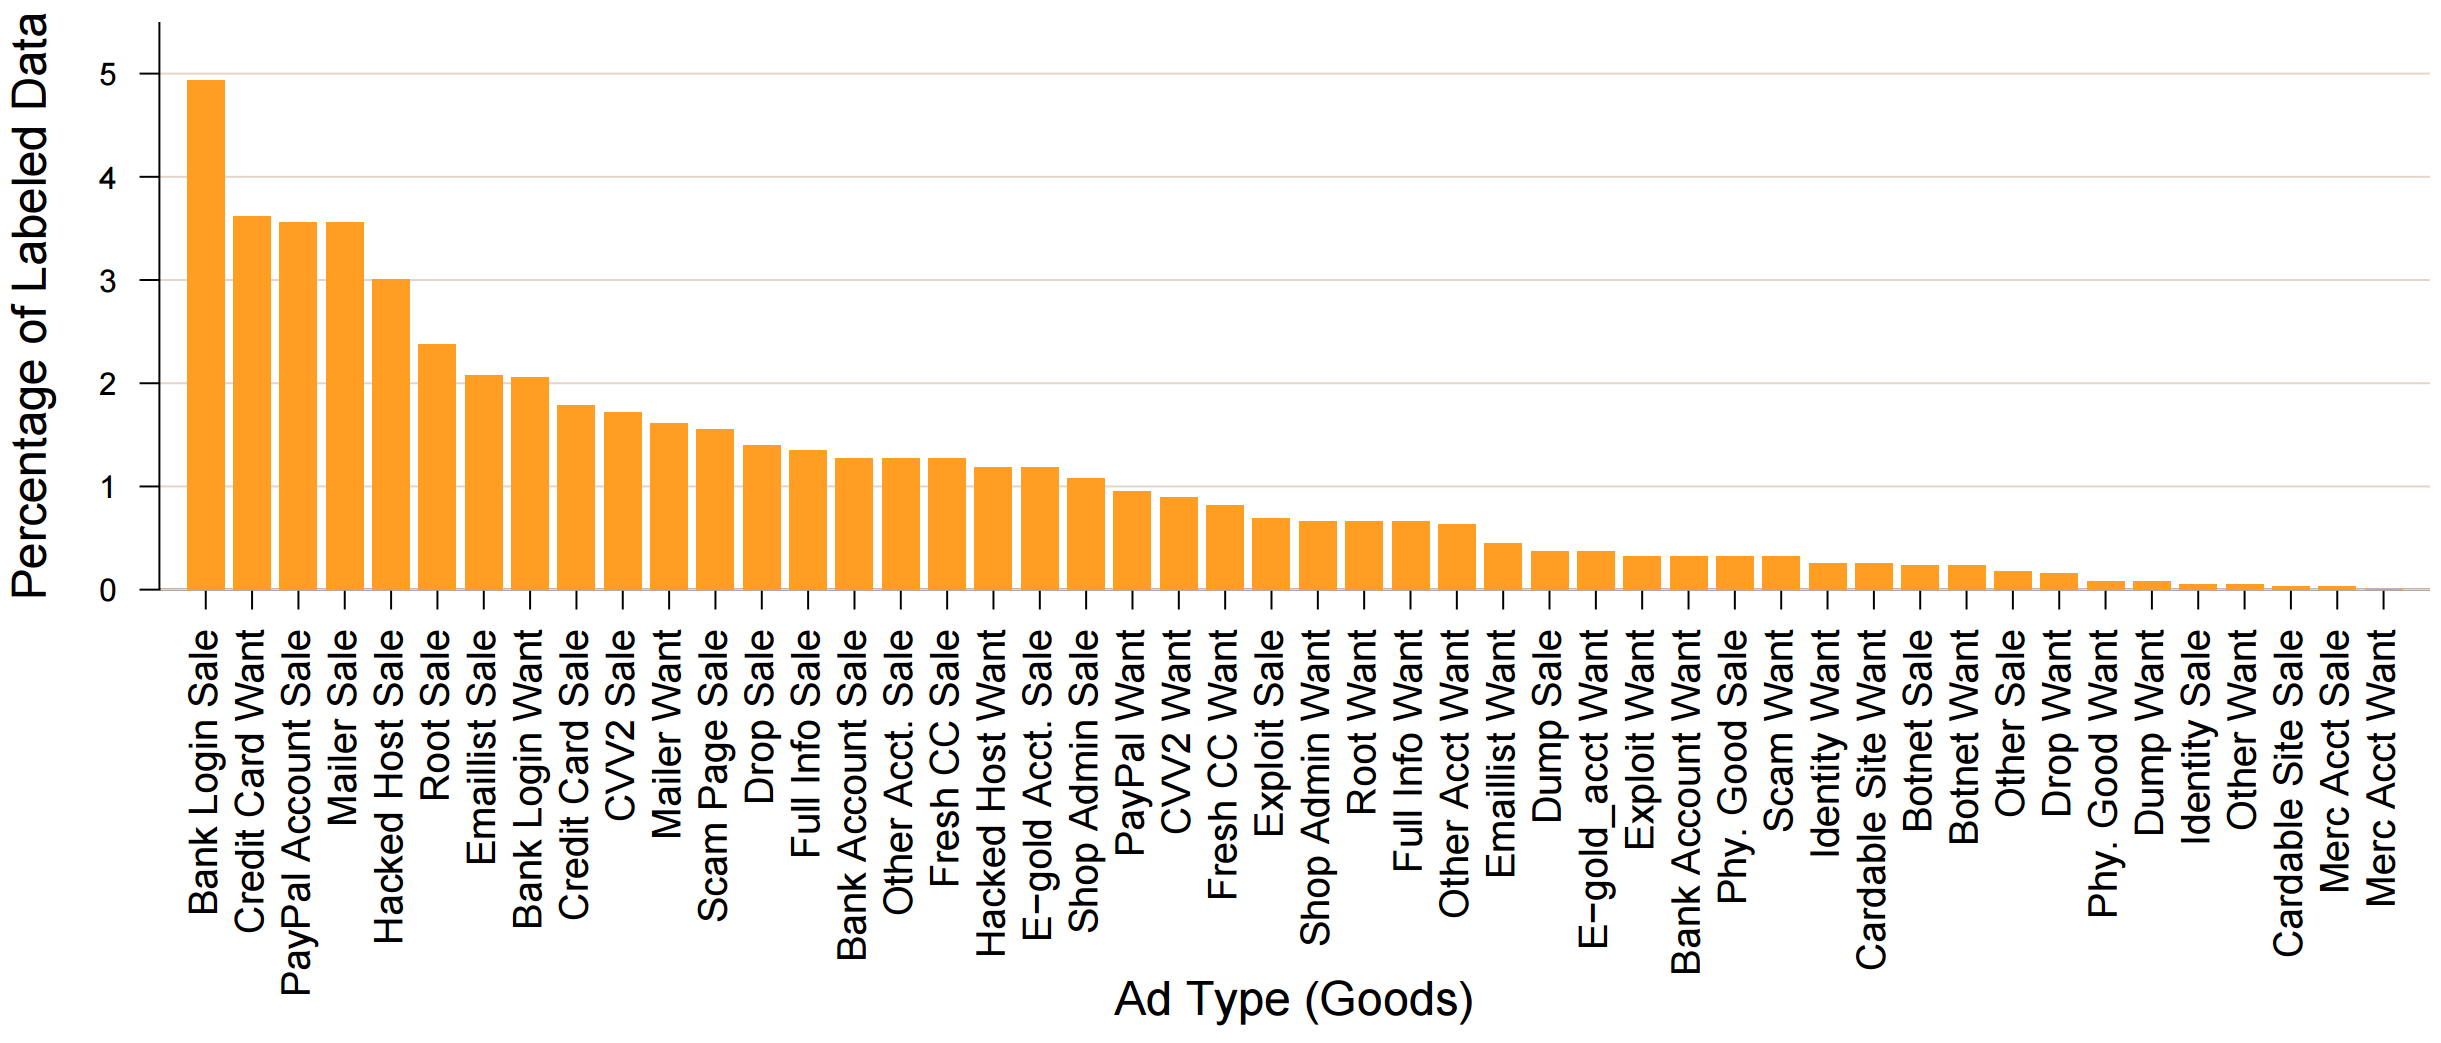 Percentage of Labeled Data
5
4
3
2
1
0
Bank Login Sale
Credit Card Want
PayPal Account Sale
Mailer Sale
Hacked Host Sale
Root Sale
Emaillist Sale
Bank Login Want
Credit Card Sale
CVV2 Sale
Mailer Want
Scam Page Sale
Drop Sale
Full Info Sale
Bank Account Sale
Other Acct. Sale
Fresh CC Sale
Hacked Host Want
E−gold Acct. Sale
Shop Admin Sale
PayPal Want
CVV2 Want
Fresh CC Want
Exploit Sale
Shop Admin Want
Root Want
Full Info Want
Other Acct Want
Emaillist Want
Dump Sale
E−gold_acct Want
Exploit Want
Bank Account Want
Phy. Good Sale
Scam Want
Identity Want
Cardable Site Want
Botnet Sale
Botnet Want
Other Sale
Drop Want
Phy. Good Want
Dump Want
Identity Sale
Other Want
Cardable Site Sale
Merc Acct Sale
Merc Acct Want
Ad Type (Goods)